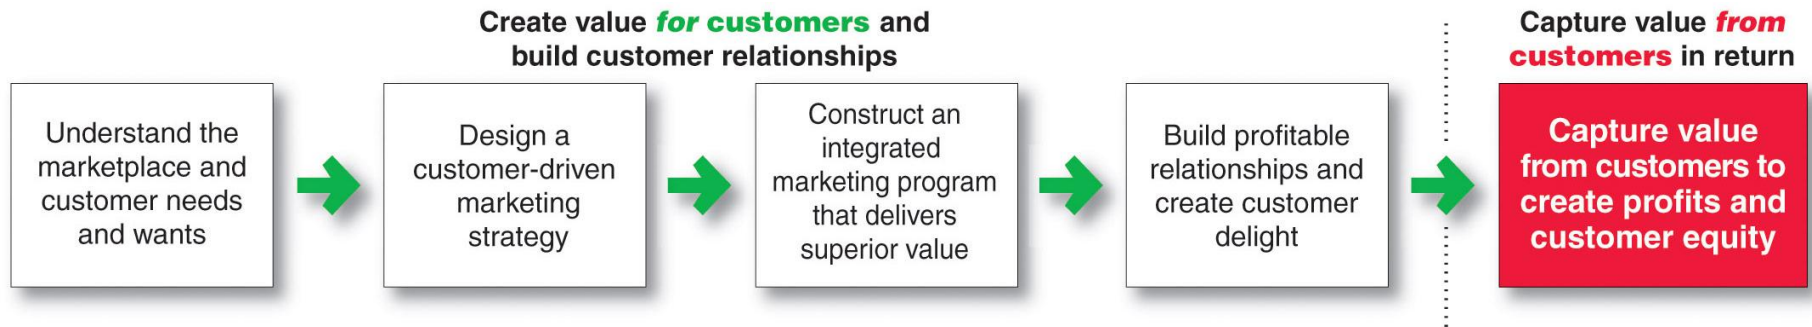 Create value for customers and
build customer relationships
Capture value from
customers in return
Understand the
marketplace and
customer needs
and wants
Design a
customer-driven
marketing
strategy
Construct an
integrated
marketing program
that delivers
superior value
Build profitable
relationships and
create customer
delight
Capture value
from customers to
create profits and
customer equity